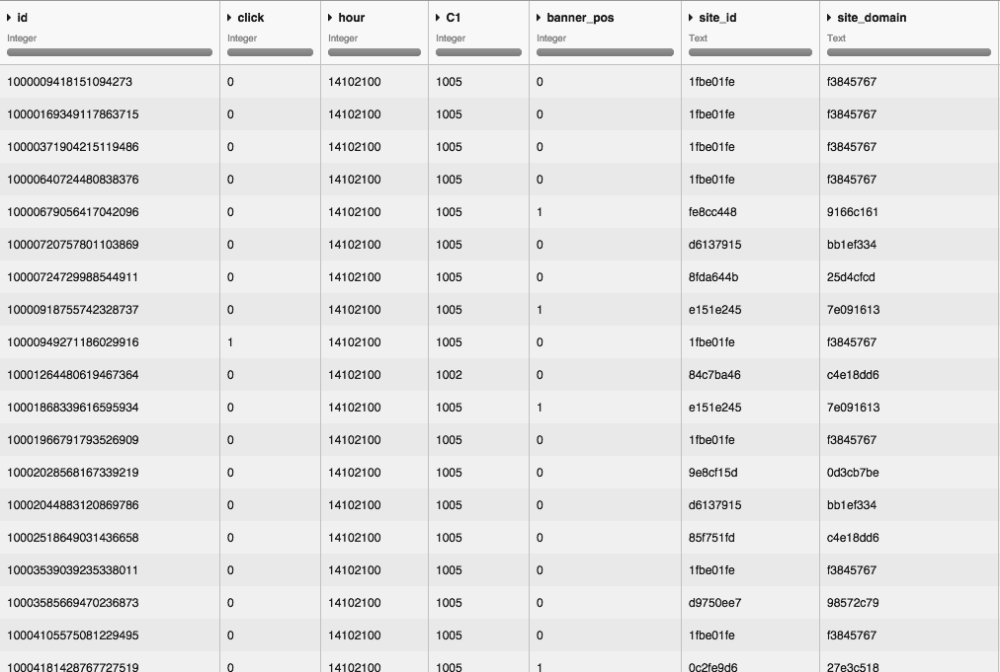 id click hour C1 banner_pos site_id site_domain
Integer Integer Integer Integer Integer Text Text
1000009418151094273 0 14102100 1005 0 1fbe01fe f3845767
10000169349117863715 0 14102100 1005 0 1fbe01fe f3845767
10000371904215119486 0 14102100 1005 0 1fbe01fe f3845767
10000640724480838376 0 14102100 1005 0 1fbe01fe f3845767
10000679056417042096 0 14102100 1005 1 fe8cc448 9166c161
10000720757801103869 0 14102100 1005 0 d6137915 bb1ef334
10000724729988544911 0 14102100 1005 0 8fda644b 25d4cfcd
10000918755742328737 0 14102100 1005 1 e151e245 7e091613
10000949271186029916 1 14102100 1005 0 1fbe01fe f3845767
10001264480619467364 0 14102100 1002 0 84c7ba46 c4e18dd6
10001868339616595934 0 14102100 1005 1 e151e245 7e091613
10001966791793526909 0 14102100 1005 0 1fbe01fe f3845767
10002028568167339219 0 14102100 1005 0 9e8cf15d 0d3cb7be
10002044883120869786 0 14102100 1005 0 d6137915 bb1ef334
10002518649031436658 0 14102100 1005 0 85f751fd c4e18dd6
10003539039235338011 0 14102100 1005 0 1fbe01fe f3845767
10003585669470236873 0 14102100 1005 0 d9750ee7 98572c79
10004105575081229495 0 14102100 1005 0 1fbe01fe f3845767
10004181428767727519 0 14102100 1005 1 0c2fe9d6 27e3c518